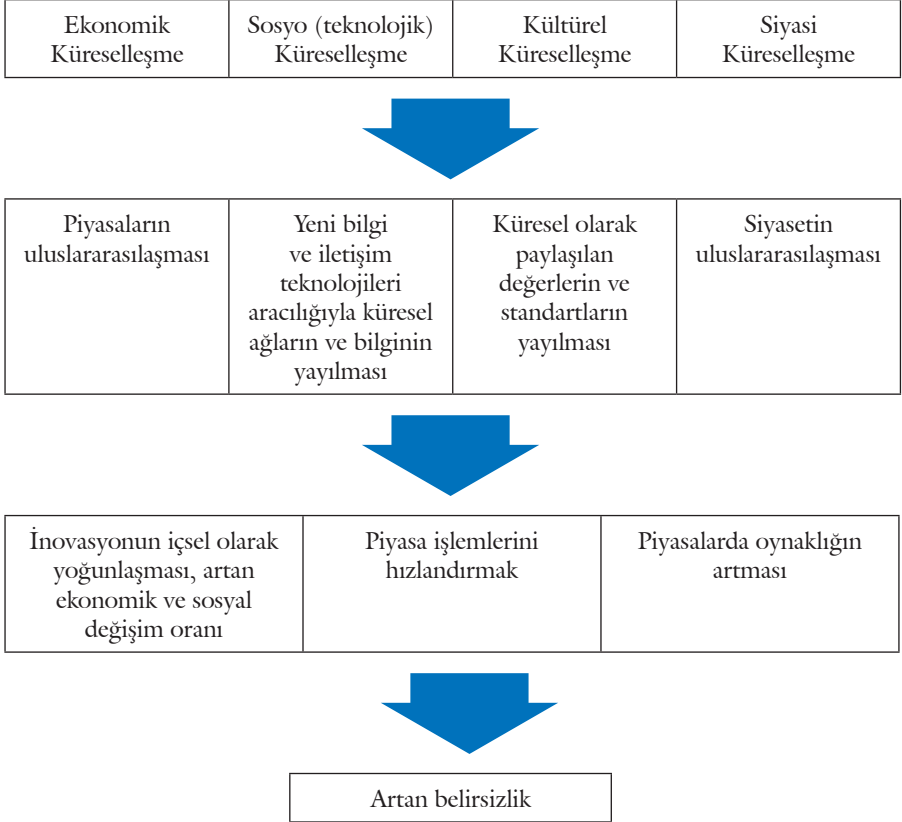 Ekonomik
Küreselleşme
Sosyo (teknolojik)
Küreselleşme
Kültürel
Küreselleşme
Siyasi
Küreselleşme
Piyasaların
uluslararasılaşması
Yeni bilgi
ve iletişim
teknolojileri
aracılığıyla küresel
ağların ve bilginin
yayılması
Küresel olarak
paylaşılan
değerlerin ve
standartların
yayılması
Siyasetin
uluslararasılaşması
İnovasyonun içsel olarak
yoğunlaşması, artan
ekonomik ve sosyal
değişim oranı
Piyasa işlemlerini
hızlandırmak
Piyasalarda oynaklığın
artması
Artan belirsizlik